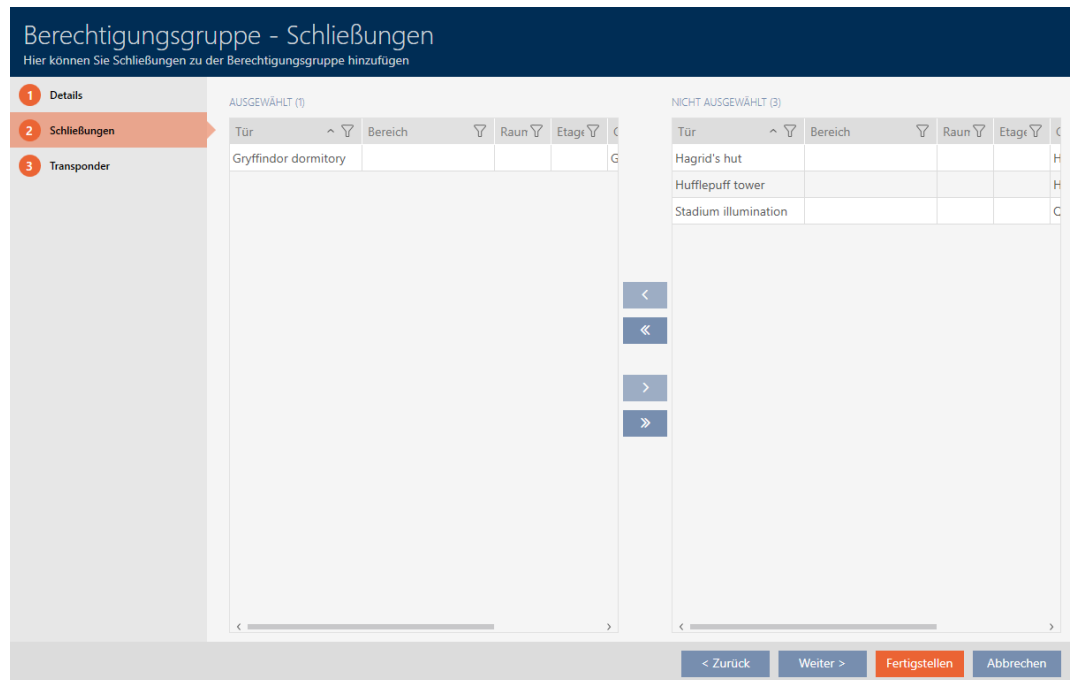 Berechtigungsgruppe - Schließungen
Hier können Sie Schließungen zu der Berechtigungsgruppe hinzufügen
1 Details
2 Schließungen
3 Transponder
AUSGEWÄHLT (1)
Tür Bereich Raun Etage
Gryffindor dormitory G
NICHT AUSGEWÄHLT (3)
Tür Bereich Raun Etage
Hagrid's hut H
Hufflepuff tower H
Stadium illumination
< Zurück Weiter > Fertigstellen Abbrechen